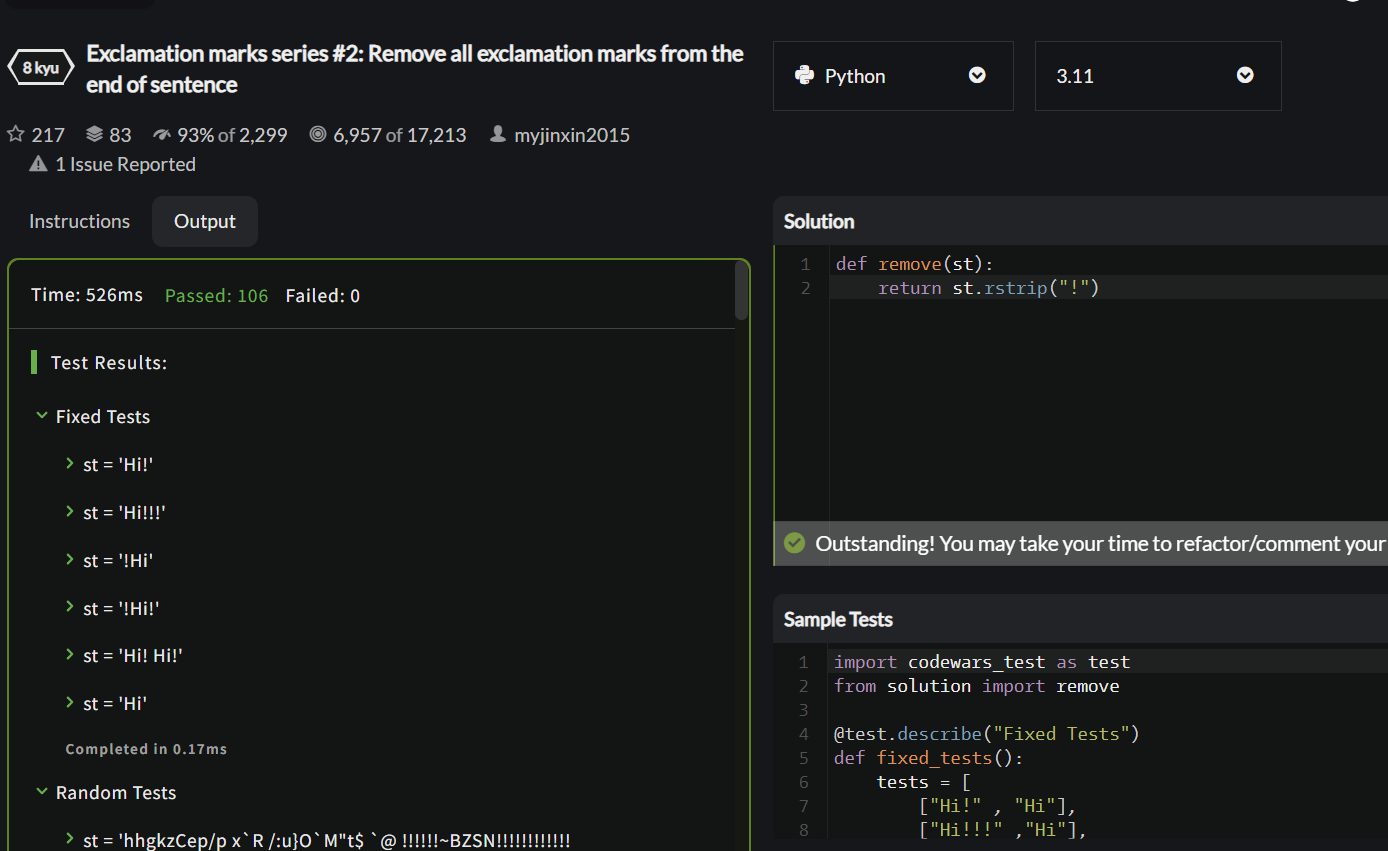 8 kyu
Exclamation marks series #2: Remove all exclamation marks from the
end of sentence
217 83 93% of 2,299 6,957 of 17,213 myjinxin2015
1 Issue Reported
Instructions Output
Time: 526ms Passed: 106 Failed: 0
Test Results:
Fixed Tests
st = 'Hi!'
st = 'Hi!!!'
st = '!Hi'
st = '!Hi!'
st = 'Hi! Hi!'
st = 'Hi'
Completed in 0.17ms
Random Tests
st = 'hhgkzCep/p x`R /:u}O`M"t$ `@ !!!!!!~BZSN!!!!!!!!!!!!
Python 3.11
Solution
1 def remove(st):
2 return st.rstrip("!")
Outstanding! You may take your time to refactor/comment your
Sample Tests
1 import codewars_test as test
2 from solution import remove
3
4 @test.describe("Fixed Tests")
5 def fixed_tests():
6 tests = [
7 ["Hi!" , "Hi"],
8 ["Hi!!!" ,"Hi"],